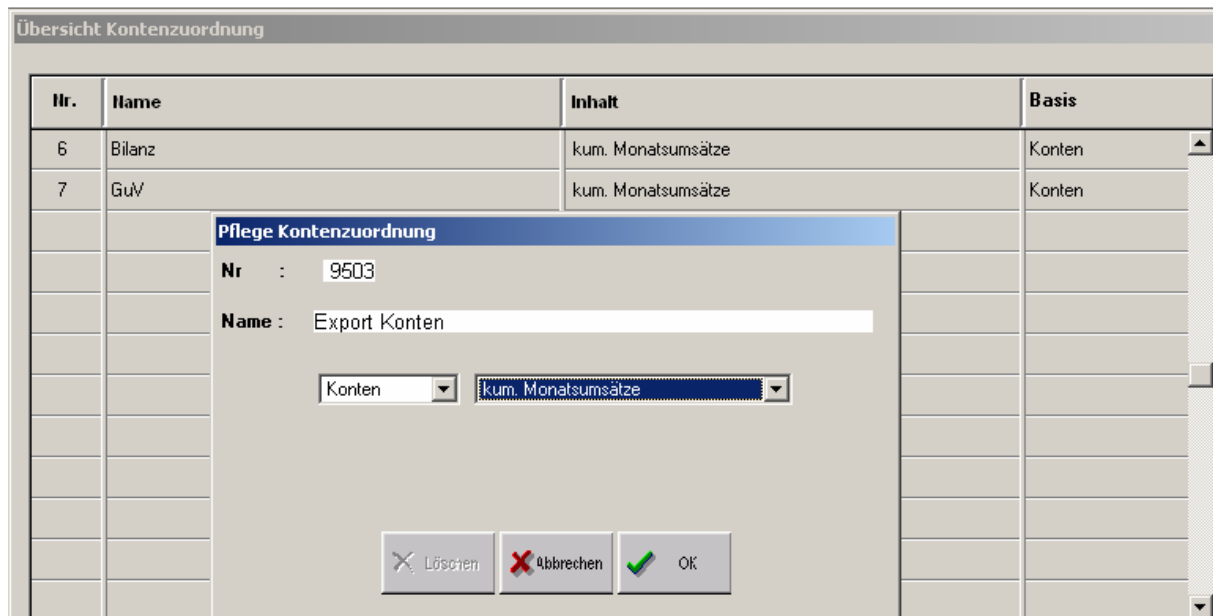 Übersicht Kontenzuordnung
Nr. Name Inhalt Basis
6 Bilanz kum. Monatsumsätze Konten
7 GuV kum. Monatsumsätze Konten
Pflege Kontenzuordnung
Nr : 9503
Name : Export Konten
Konten kum. Monatsumsätze
Löschen Abbrechen OK